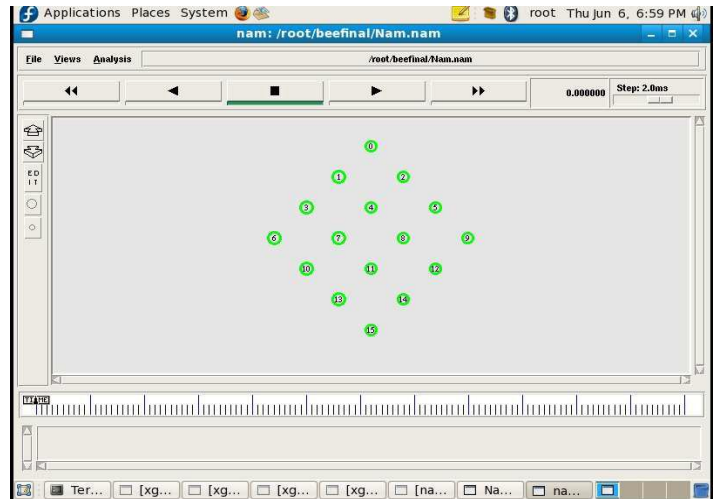 Applications Places System root Thu Jun 6, 6:59 PM
nam: /root/beefinal/Nam.nam
File Views Analysis /root/beefinal/Nam.nam
0.000000 Step: 2.0ms
ED
IT
0
1 2
3 4 5
6 7 8 9
10 11 12
13 14
15
TIME
Ter... [xg... [xg... [xg... [xg... [na... Na... na...